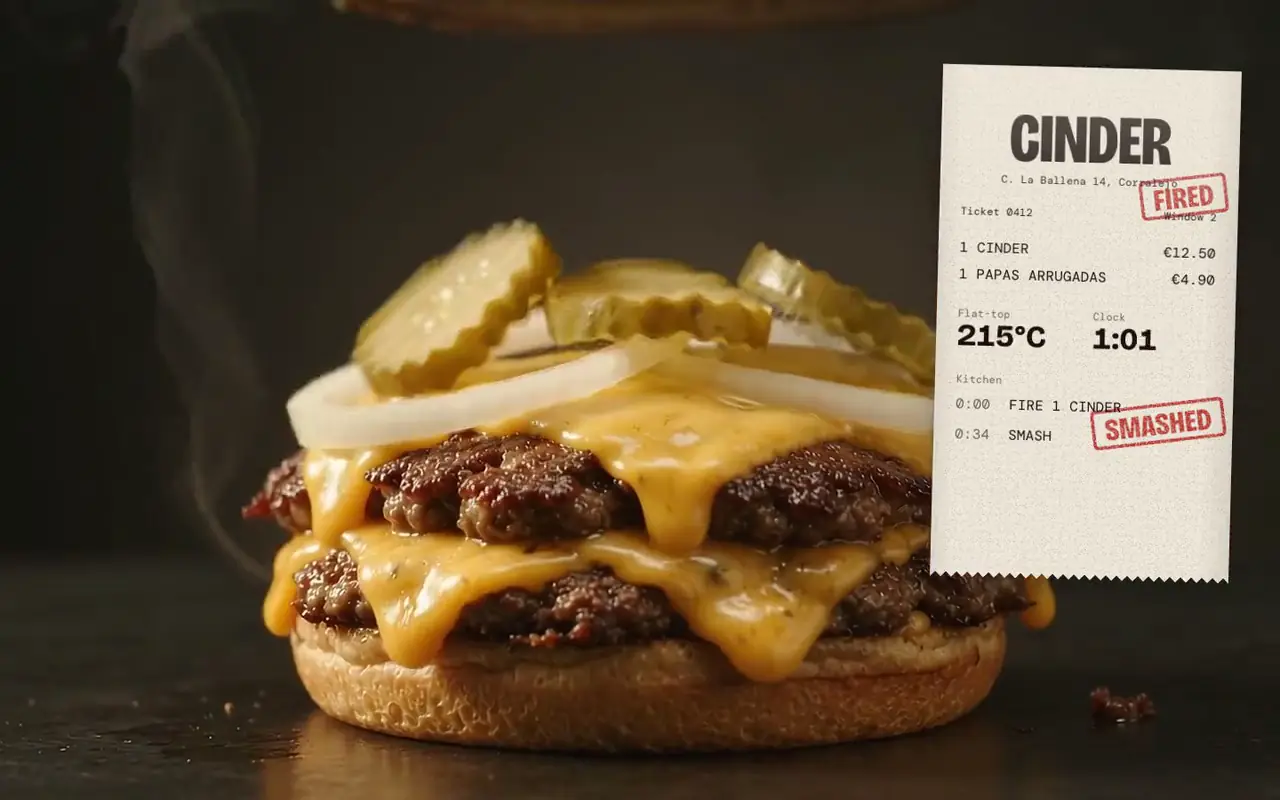 CINDER
C. La Ballena 14, Corralejo
FIRED
Ticket 0412
Window 2
1 CINDER €12.50
1 PAPAS ARRUGADAS €4.90
Flat-top Clock
215°C 1:01
Kitchen
0:00 FIRE 1 CINDER
SMASHED
0:34 SMASH